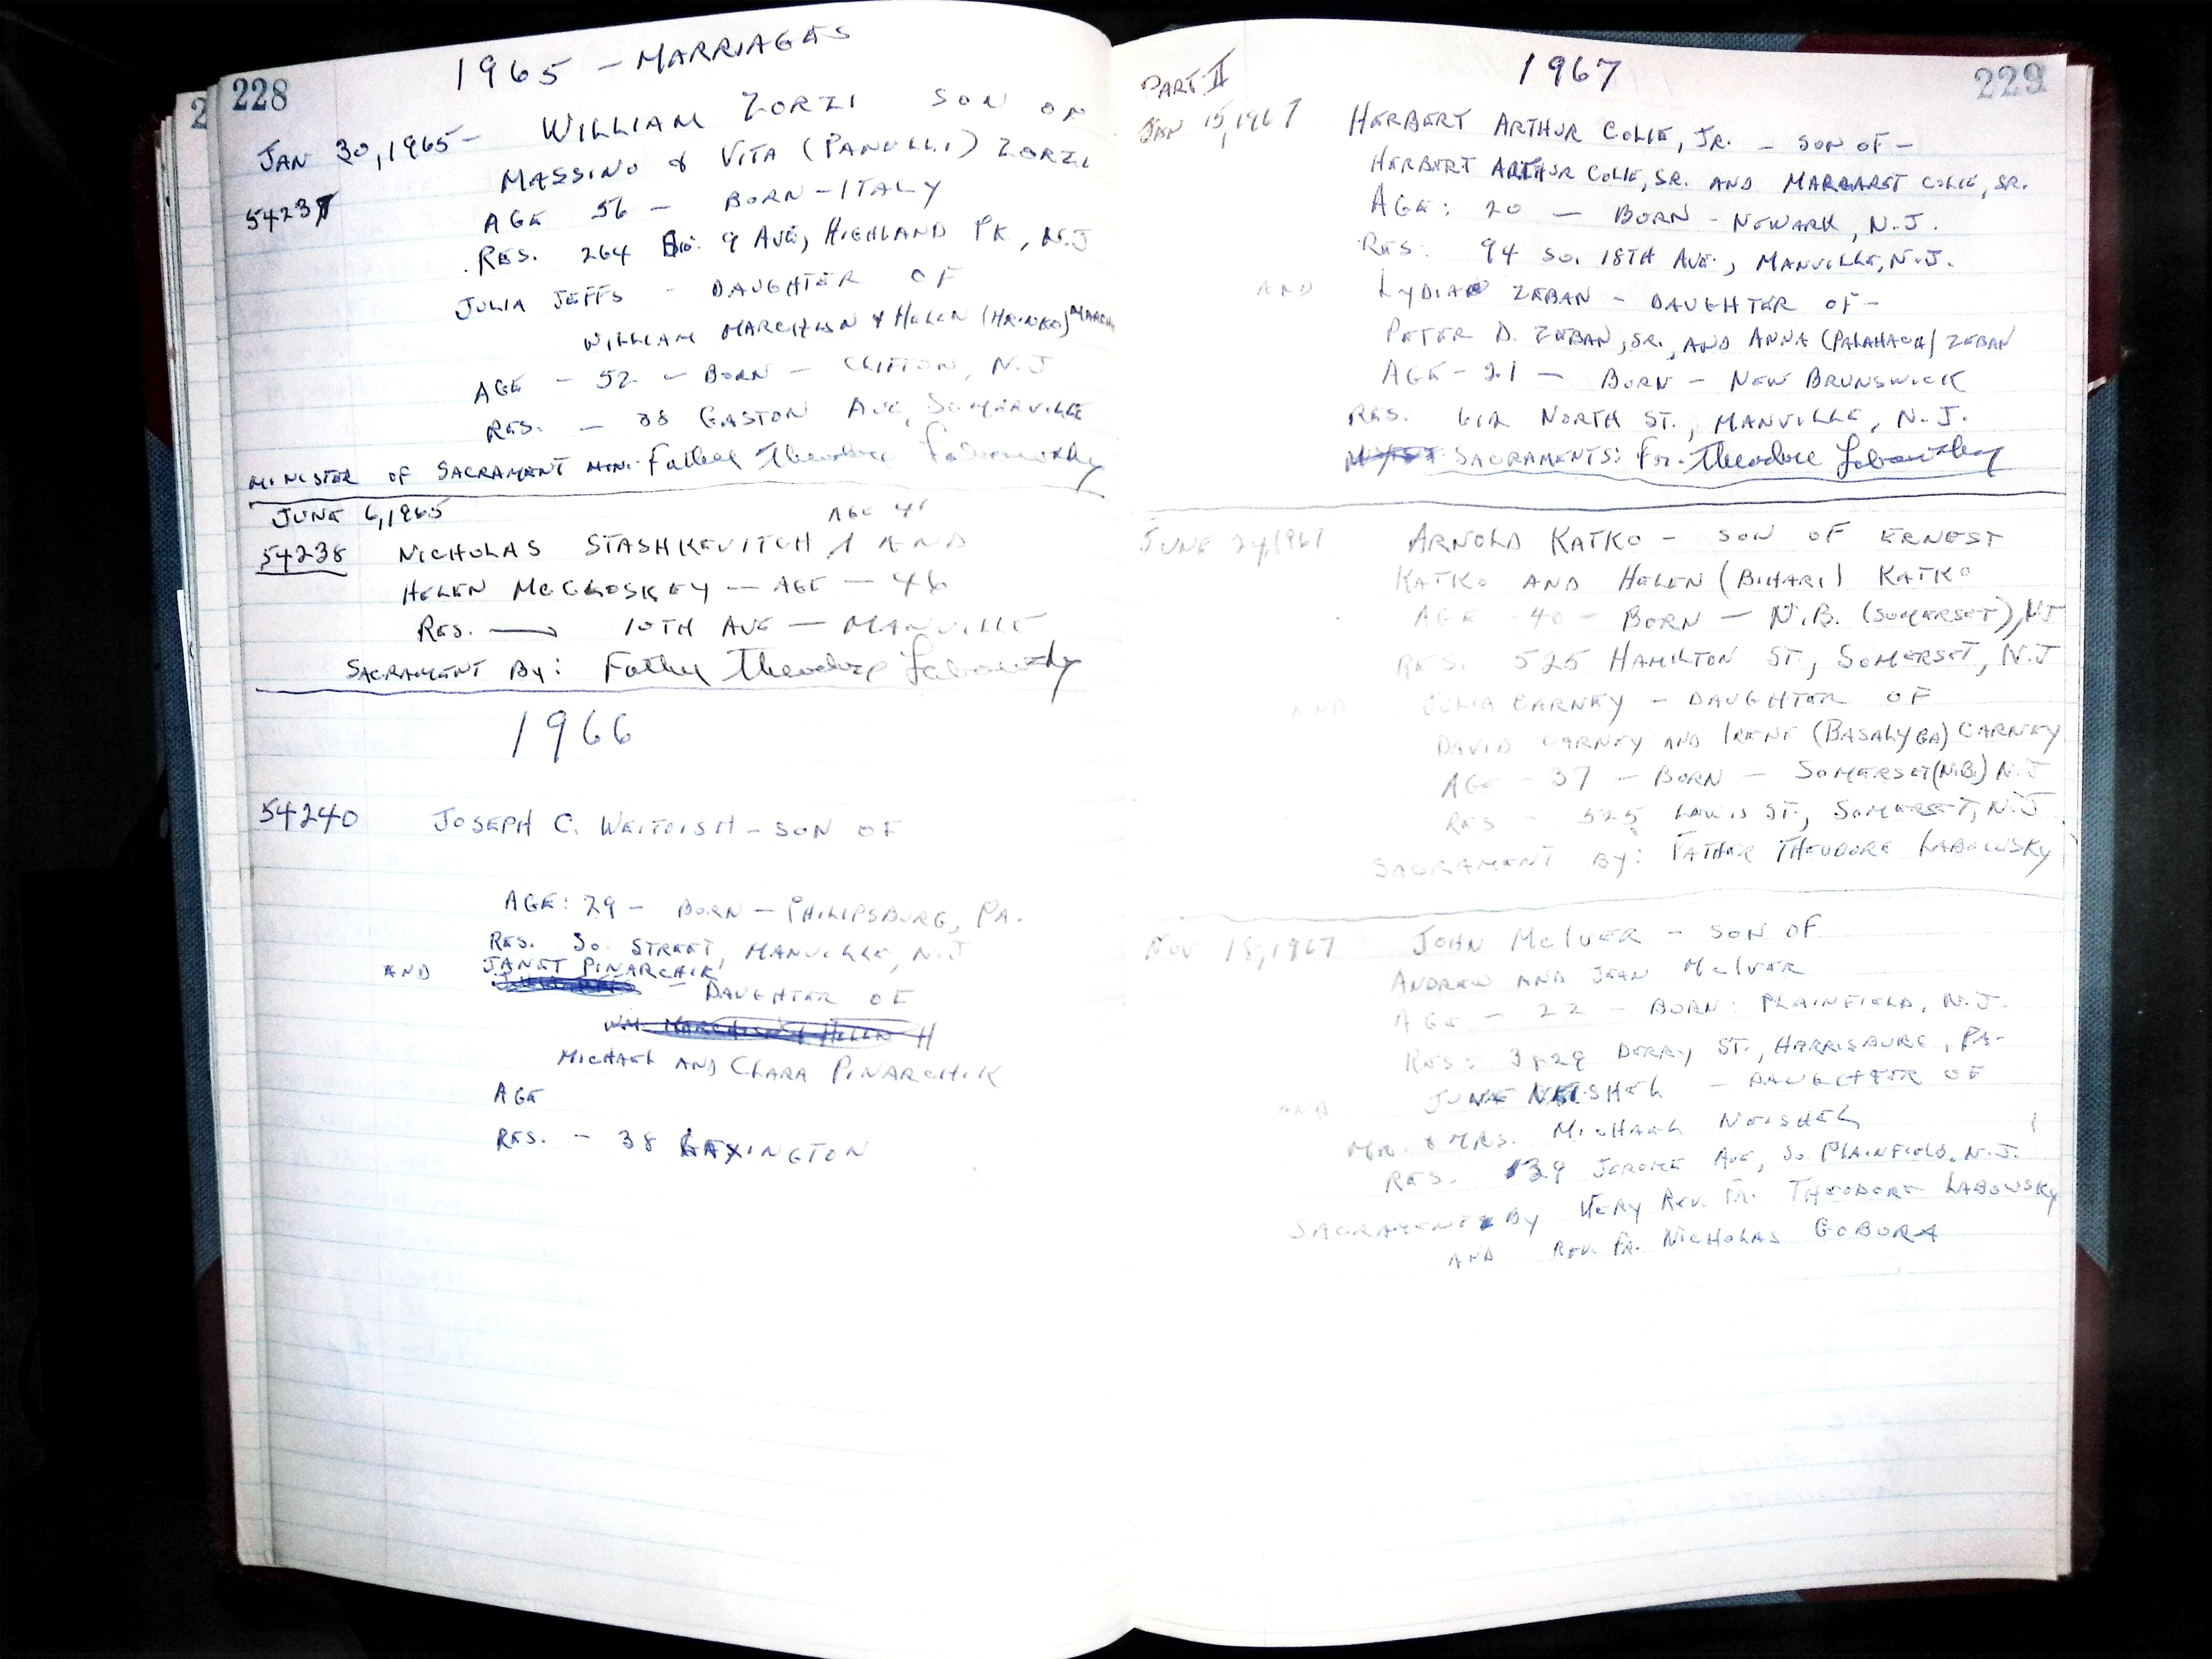 228
1965 - MARRIAGES
JAN 30, 1965 - WILLIAM ZORZI SON OF
MASSINO & VITA (PANELLI) ZORZI
54237
AGE 56 - BORN - ITALY
RES. 264 So. 9 AVE, HIGHLAND PK, N.J
JULIA JEFFS - DAUGHTER OF
WILLIAM MARCHISIN & HELEN (HRINKO)
AGE - 52 - BORN - CLIFTON, N.J
RES. - 38 GASTON AVE, SOMERVILLE
MINISTER OF SACRAMENT MIN: Father Theodore Labowsky
JUNE 6, 1965
AGE 41
54238 NICHOLAS STASHKEVITCH / AND
HELEN McCLOSKEY - AGE - 46
RES. — 10TH AVE - MANVILLE
SACRAMENT BY: Father Theodore Labowsky
1966
54240 JOSEPH C. WEITOISH - SON OF
AGE: 29 - BORN - PHILIPSBURG, PA.
RES. So. STREET, MANVILLE, N.J
AND JANET PINARCHIK
- DAUGHTER OF
WM. MARCHISIN & HELEN H
MICHAEL AND CLARA PINARCHIK
AGE
RES. - 38 LEXINGTON
229
1967
PART II
JAN 15, 1967 HERBERT ARTHUR COLIE, JR. - SON OF -
HERBERT ARTHUR COLIE, SR. AND MARGARET COLIE, SR.
AGE: 20 - BORN - NEWARK, N.J.
RES: 94 SO. 18TH AVE., MANVILLE, N.J.
AND LYDIA ZEBAN - DAUGHTER OF -
PETER D. ZEBAN, SR., AND ANNA (PALAHACH) ZEBAN
AGE - 21 - BORN - NEW BRUNSWICK
RES. 612 NORTH ST., MANVILLE, N.J.
SACRAMENTS: Fr. Theodore Labowsky
JUNE 24, 1967 ARNOLD KATKO - SON OF ERNEST
KATKO AND HELEN (BIHARI) KATKO
AGE - 40 - BORN - N.B. (SOMERSET), NJ
RES. 525 HAMILTON ST., SOMERSET, N.J
AND JULIA CARNEY - DAUGHTER OF
DAVID CARNEY AND IRENE (BASALYGA) CARNEY
AGE - 37 - BORN - SOMERSET (N.B.) N.J
RES - 525 LEWIS ST., SOMERSET, N.J
SACRAMENT BY: FATHER THEODORE LABOWSKY
NOV 18, 1967 JOHN McIVER - SON OF
ANDREW AND JEAN McIVER
AGE - 22 - BORN: PLAINFIELD, N.J.
RES: 3429 DERRY ST., HARRISBURG, PA-
AND JUNE NEISHEL - DAUGHTER OF
MR. & MRS. MICHAEL NEISHEL
RES. 139 JEROME AVE, SO. PLAINFIELD, N.J.
SACRAMENT BY VERY REV. FR. THEODORE LABOWSKY
AND REV. FR. NICHOLAS GOBORA